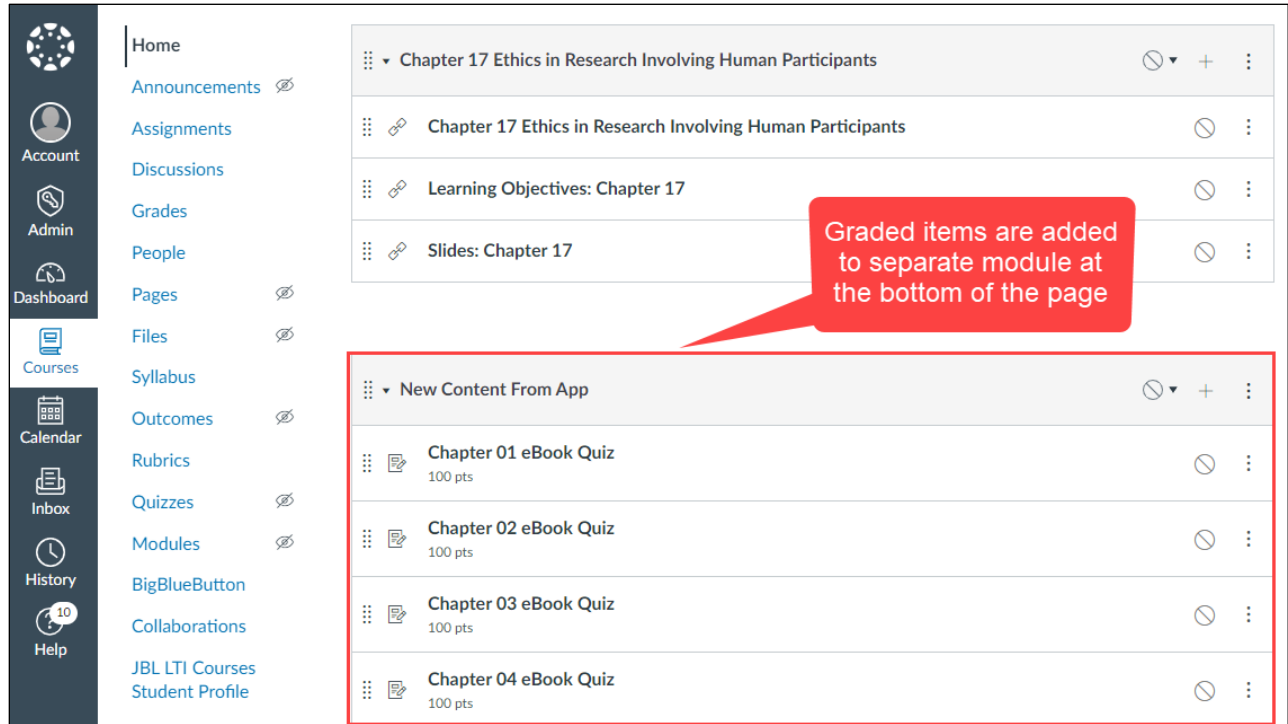 Account
Admin
Dashboard
Courses
Calendar
Inbox
History
10
Help
Home
Announcements
Assignments
Discussions
Grades
People
Pages
Files
Syllabus
Outcomes
Rubrics
Quizzes
Modules
BigBlueButton
Collaborations
JBL LTI Courses
Student Profile
Chapter 17 Ethics in Research Involving Human Participants
Chapter 17 Ethics in Research Involving Human Participants
Learning Objectives: Chapter 17
Slides: Chapter 17
Graded items are added
to separate module at
the bottom of the page
New Content From App
Chapter 01 eBook Quiz
100 pts
Chapter 02 eBook Quiz
100 pts
Chapter 03 eBook Quiz
100 pts
Chapter 04 eBook Quiz
100 pts